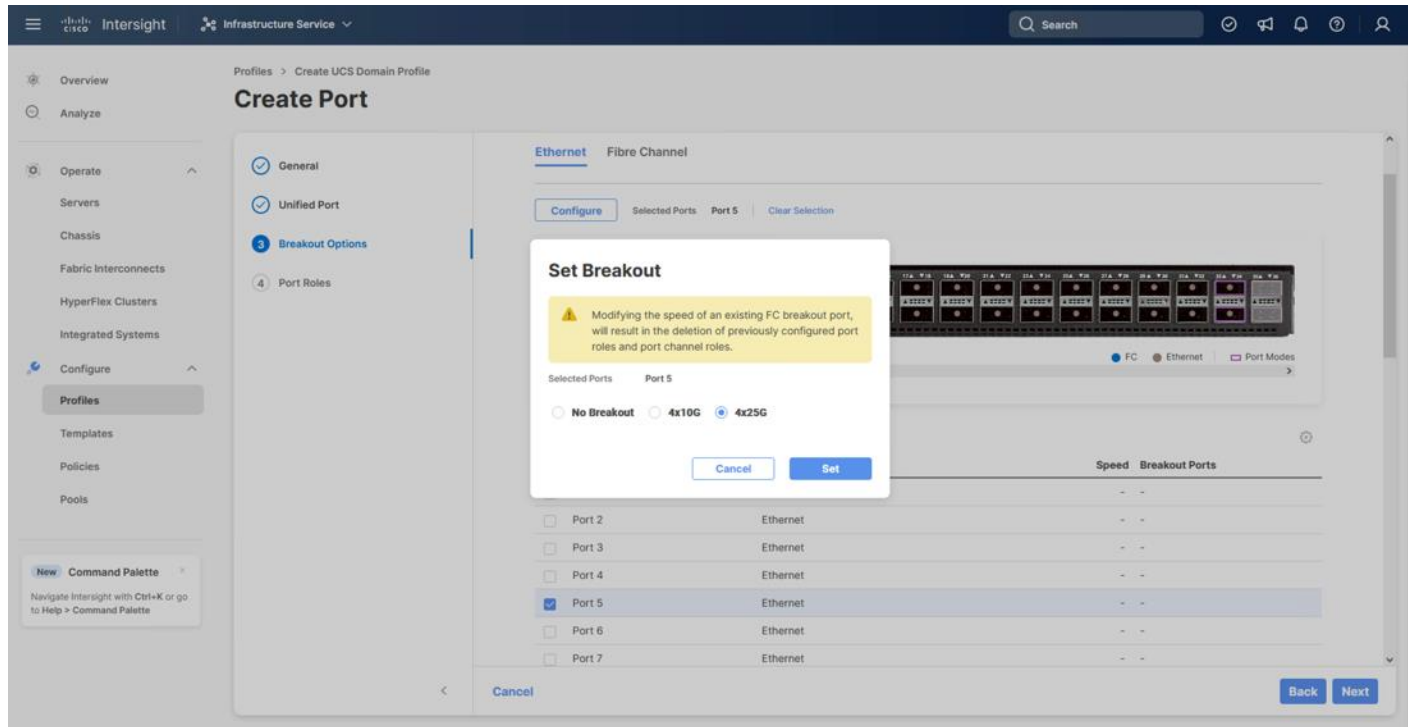 cisco Intersight Infrastructure Service Search
Overview
Analyze
Operate
Servers
Chassis
Fabric Interconnects
HyperFlex Clusters
Integrated Systems
Configure
Profiles
Templates
Policies
Pools
New Command Palette
Navigate Intersight with Ctrl+K or go
to Help > Command Palette
Profiles > Create UCS Domain Profile
Create Port
General
Unified Port
3 Breakout Options
4 Port Roles
Ethernet Fibre Channel
Configure Selected Ports Port 5 Clear Selection
FC Ethernet Port Modes
Set Breakout
Modifying the speed of an existing FC breakout port,
will result in the deletion of previously configured port
roles and port channel roles.
Selected Ports Port 5
No Breakout 4x10G 4x25G
Cancel Set
Speed Breakout Ports
- -
Port 2 Ethernet - -
Port 3 Ethernet - -
Port 4 Ethernet - -
Port 5 Ethernet - -
Port 6 Ethernet - -
Port 7 Ethernet - -
Cancel Back Next